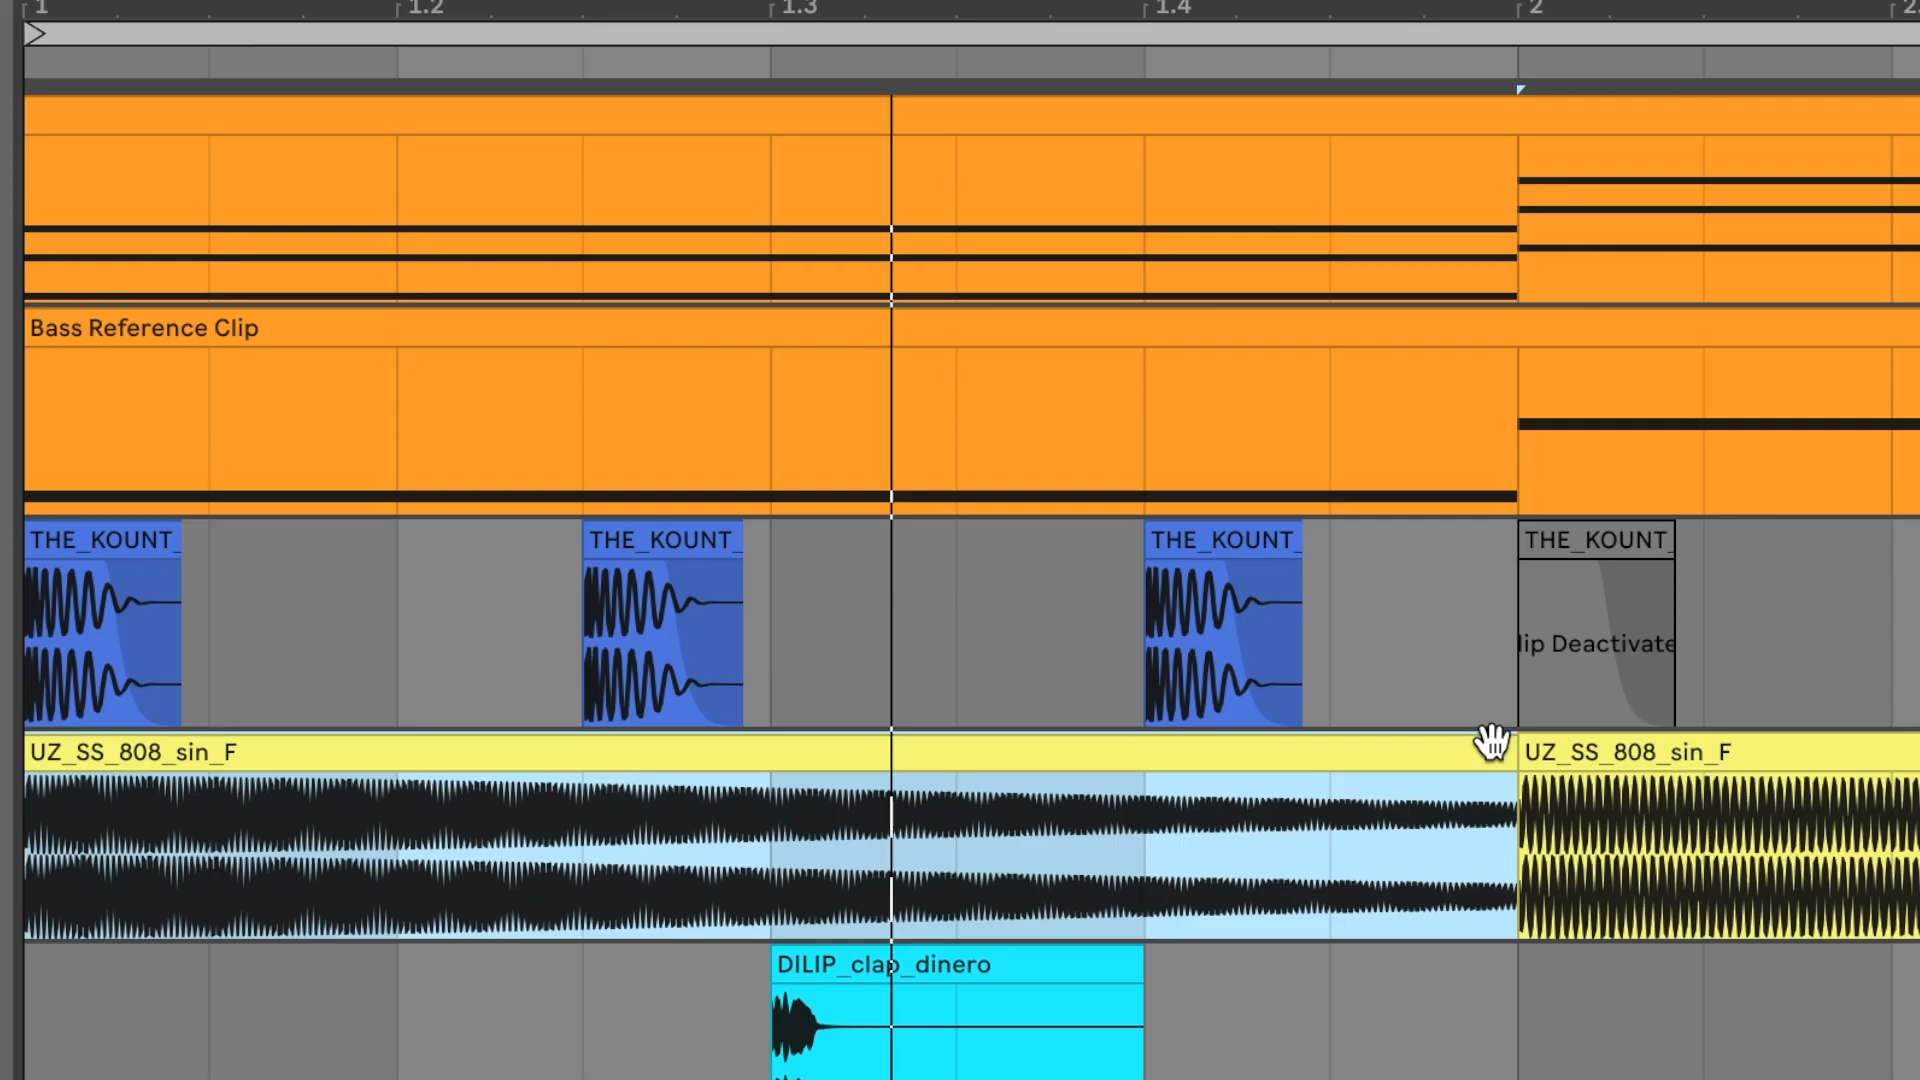 1 1.2 1.3 1.4 2 2.
Bass Reference Clip
THE_KOUNT_ THE_KOUNT_ THE_KOUNT_ THE_KOUNT_
lip Deactivate
UZ_SS_808_sin_F UZ_SS_808_sin_F
DILIP_clap_dinero